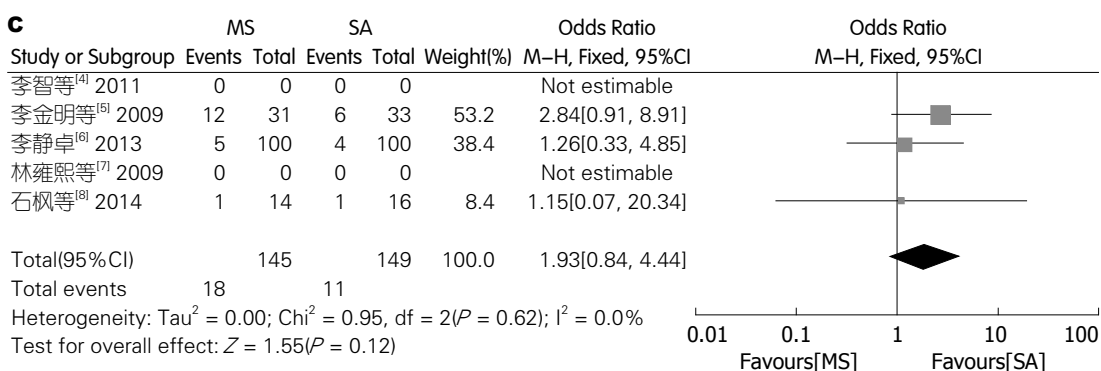 c MS SA Odds Ratio Odds Ratio
Study or Subgroup Events Total Events Total Weight(%) M–H, Fixed, 95%CI M–H, Fixed, 95%CI
李智等[4] 2011 0 0 0 0 Not estimable
李金明等[5] 2009 12 31 6 33 53.2 2.84[0.91, 8.91]
李静卓[6] 2013 5 100 4 100 38.4 1.26[0.33, 4.85]
林雍熙等[7] 2009 0 0 0 0 Not estimable
石枫等[8] 2014 1 14 1 16 8.4 1.15[0.07, 20.34]
Total(95%CI) 145 149 100.0 1.93[0.84, 4.44]
Total events 18 11
Heterogeneity: Tau² = 0.00; Chi² = 0.95, df = 2(P = 0.62); I² = 0.0%
Test for overall effect: Z = 1.55(P = 0.12)
0.01 0.1 1 10 100
Favours[MS] Favours[SA]